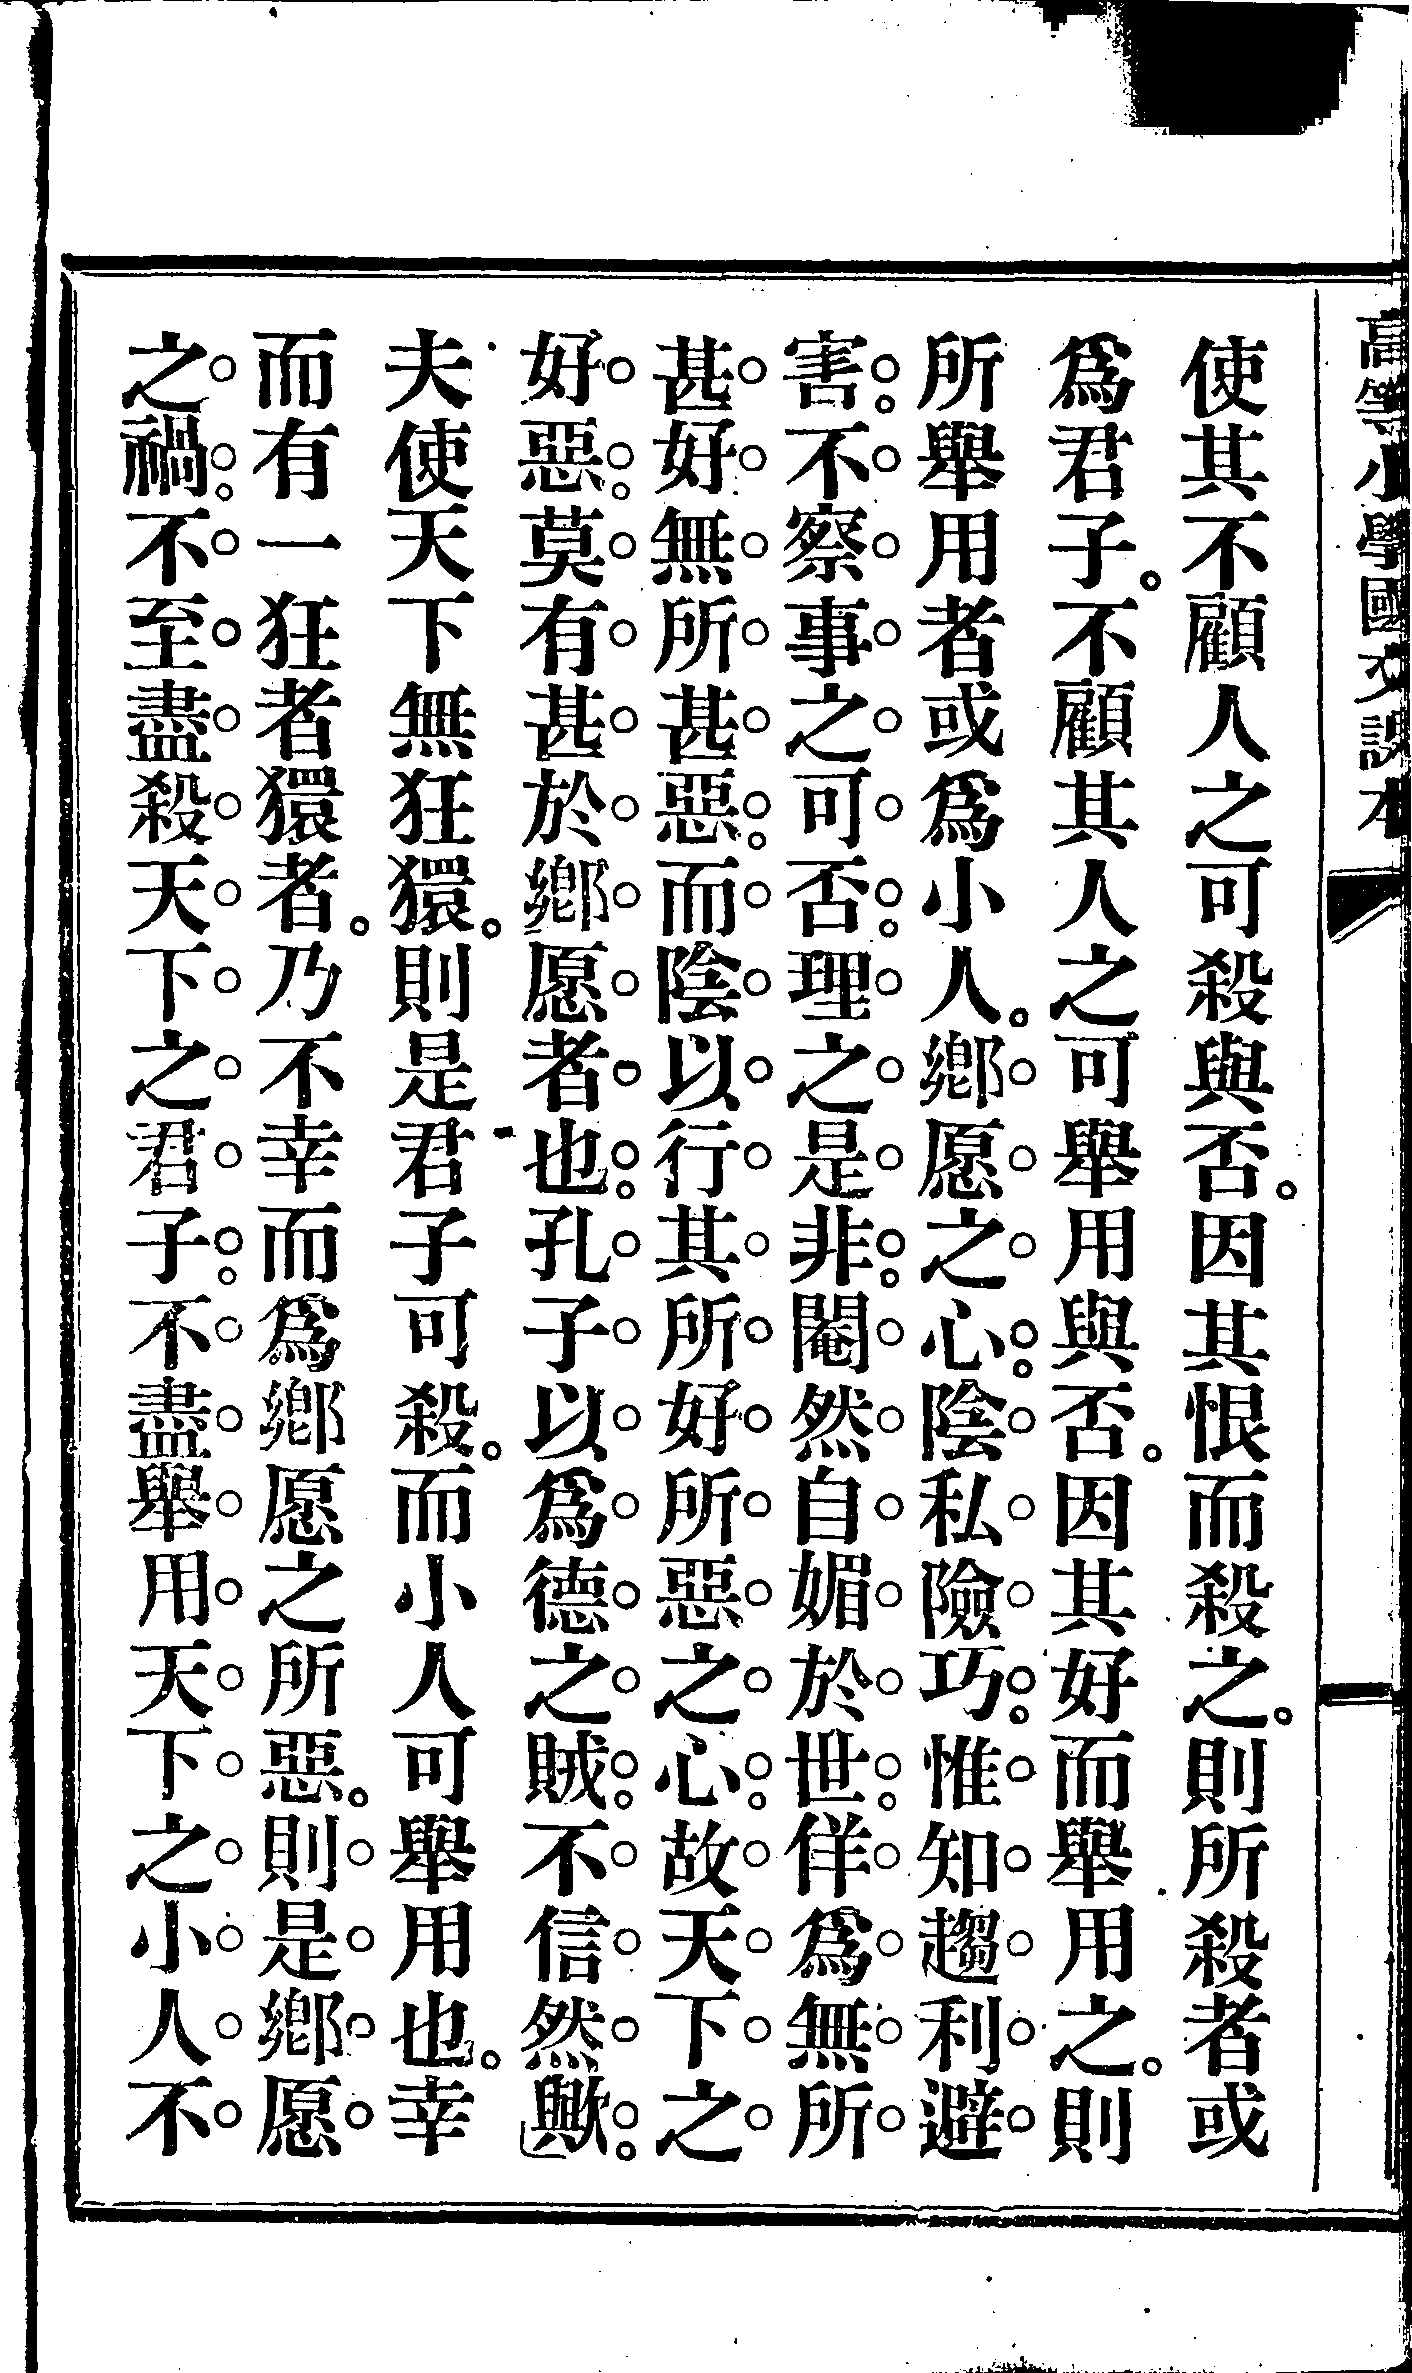 高等小學國文讀本
使其不顧人之可殺與否。因其恨而殺之。則所殺者或
爲君子。不顧其人之可舉用與否。因其好而舉用之。則
所舉用者或爲小人。鄕愿之心。陰私險巧。惟知趨利避
害。不察事之可否。理之是非。閹然自媚於世。佯爲無所
甚好無所甚惡。而陰以行其所好所惡之心。故天下之
好惡。莫有甚於鄕愿者也。孔子以爲德之賊。不信然歟。
夫使天下無狂獧。則是君子可殺。而小人可舉用也。幸
而有一狂者獧者。乃不幸而爲鄕愿之所惡。則是鄕愿
之禍。不至盡殺天下之君子。不盡舉用天下之小人不